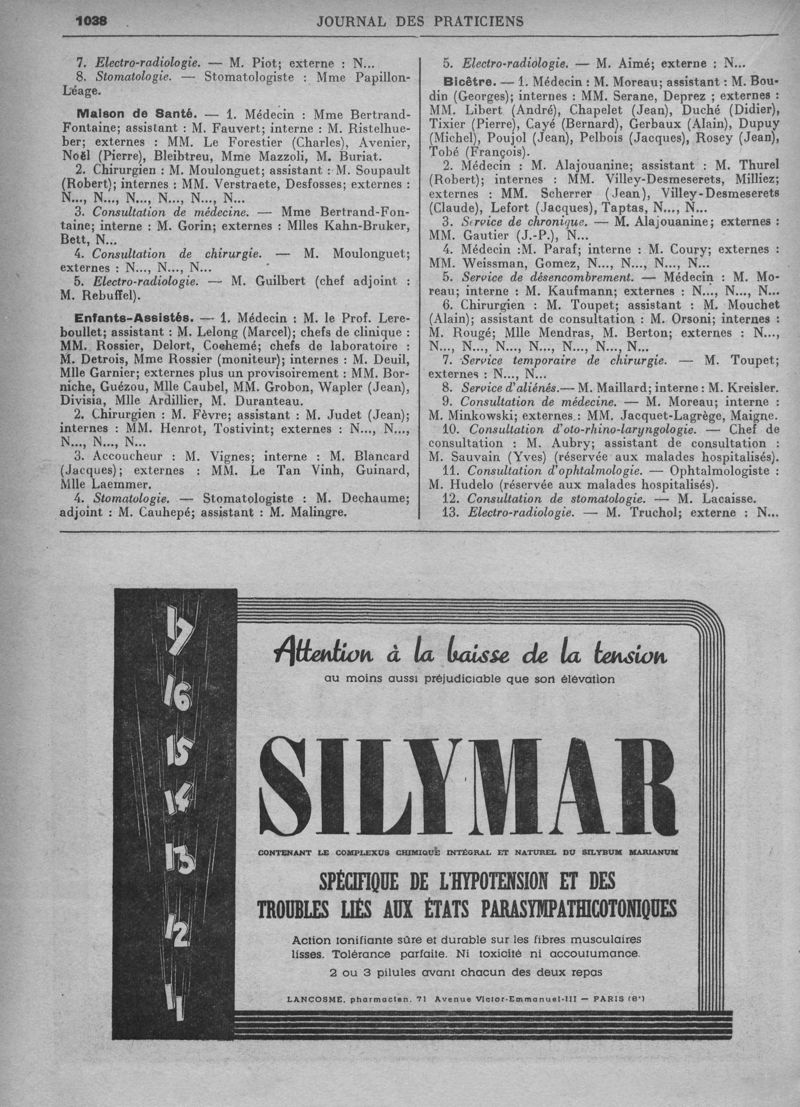 1038
JOURNAL DES PRATICIENS
7. Electro-radiologie. — M. Piot; externe : N...
8. Stomatologie. — Stomatologiste : Mme Papillon-
Léage.
Maison de Santé. — 1. Médecin : Mme Bertrand-
Fontaine; assistant : M. Fauvert; interne : M. Ristelhue-
ber; externes : MM. Le Forestier (Charles), Avenier,
Noël (Pierre), Bleibtreu, Mme Mazzoli, M. Buriat.
2. Chirurgien : M. Moulonguet; assistant : M. Soupault
(Robert); internes : MM. Verstraete, Desfosses; externes :
N..., N..., N..., N..., N..., N...
3. Consultation de médecine. — Mme Bertrand-Fon-
taine; interne : M. Gorin; externes : Mlles Kahn-Bruker,
Bett, N...
4. Consultation de chirurgie. — M. Moulonguet;
externes : N..., N..., N...
5. Electro-radiologie. — M. Guilbert (chef adjoint :
M. Rebuffel).
Enfants-Assistés. — 1. Médecin : M. le Prof. Lere-
boullet; assistant : M. Lelong (Marcel); chefs de clinique :
MM. Rossier, Delort, Coehemé; chefs de laboratoire :
M. Detrois, Mme Rossier (moniteur); internes : M. Deuil,
Mlle Garnier; externes plus un provisoirement : MM. Bor-
niche, Guézou, Mlle Caubel, MM. Grobon, Wapler (Jean),
Divisia, Mlle Ardillier, M. Duranteau.
2. Chirurgien : M. Fèvre; assistant : M. Judet (Jean);
internes : MM. Henrot, Tostivint; externes : N..., N...,
N..., N..., N...
3. Accoucheur : M. Vignes; interne : M. Blancard
(Jacques); externes : MM. Le Tan Vinh, Guinard,
Mlle Laemmer.
4. Stomatologie. — Stomatologiste : M. Dechaume;
adjoint : M. Cauhepé; assistant : M. Malingre.
5. Electro-radiologie. — M. Aimé; externe : N...
Bicêtre. — 1. Médecin : M. Moreau; assistant : M. Bou-
din (Georges); internes : MM. Serane, Deprez ; externes :
MM. Libert (André), Chapelet (Jean), Duché (Didier),
Tixier (Pierre), Cayé (Bernard), Gerbaux (Alain), Dupuy
(Michel), Poujol (Jean), Pelbois (Jacques), Rosey (Jean),
Tobé (François).
2. Médecin : M. Alajouanine; assistant : M. Thurel
(Robert); internes : MM. Villey-Desmeserets, Milliez;
externes : MM. Scherrer (Jean), Villey-Desmeserets
(Claude), Lefort (Jacques), Taptas, N..., N...
3. Service de chronique. — M. Alajouanine; externes :
MM. Gautier (J.-P.), N...
4. Médecin :M. Paraf; interne : M. Coury; externes :
MM. Weissman, Gomez, N..., N..., N..., N...
5. Service de désencombrement. — Médecin : M. Mo-
reau; interne : M. Kaufmann; externes : N..., N..., N...
6. Chirurgien : M. Toupet; assistant : M. Mouchet
(Alain); assistant de consultation : M. Orsoni; internes :
M. Rougé; Mlle Mendras, M. Berton; externes : N...,
N..., N..., N..., N..., N..., N..., N...
7. Service temporaire de chirurgie. — M. Toupet;
externes : N..., N...
8. Service d'aliénés.— M. Maillard; interne : M. Kreisler.
9. Consultation de médecine. — M. Moreau; interne :
M. Minkowski; externes : MM. Jacquet-Lagrège, Maigne.
10. Consultation d'oto-rhino-laryngologie. — Chef de
consultation : M. Aubry; assistant de consultation :
M. Sauvain (Yves) (réservée aux malades hospitalisés).
11. Consultation d'ophtalmologie. — Ophtalmologiste :
M. Hudelo (réservée aux malades hospitalisés).
12. Consultation de stomatologie. — M. Lacaisse.
13. Electro-radiologie. — M. Truchol; externe : N...
17
16
15
14
13
12
11
Attention à la baisse de la tension
au moins aussi préjudiciable que son élévation
SILYMAR
CONTENANT LE COMPLEXUS CHIMIQUE INTÉGRAL ET NATUREL DU SILYBUM MARIANUM
SPÉCIFIQUE DE L'HYPOTENSION ET DES
TROUBLES LIÉS AUX ÉTATS PARASYMPATHICOTONIQUES
Action tonifiante sûre et durable sur les fibres musculaires
lisses. Tolérance parfaite. Ni toxicité ni accoutumance.
2 ou 3 pilules avant chacun des deux repas
LANCOSME, pharmacien, 71 Avenue Victor-Emmanuel-III — PARIS (8e)